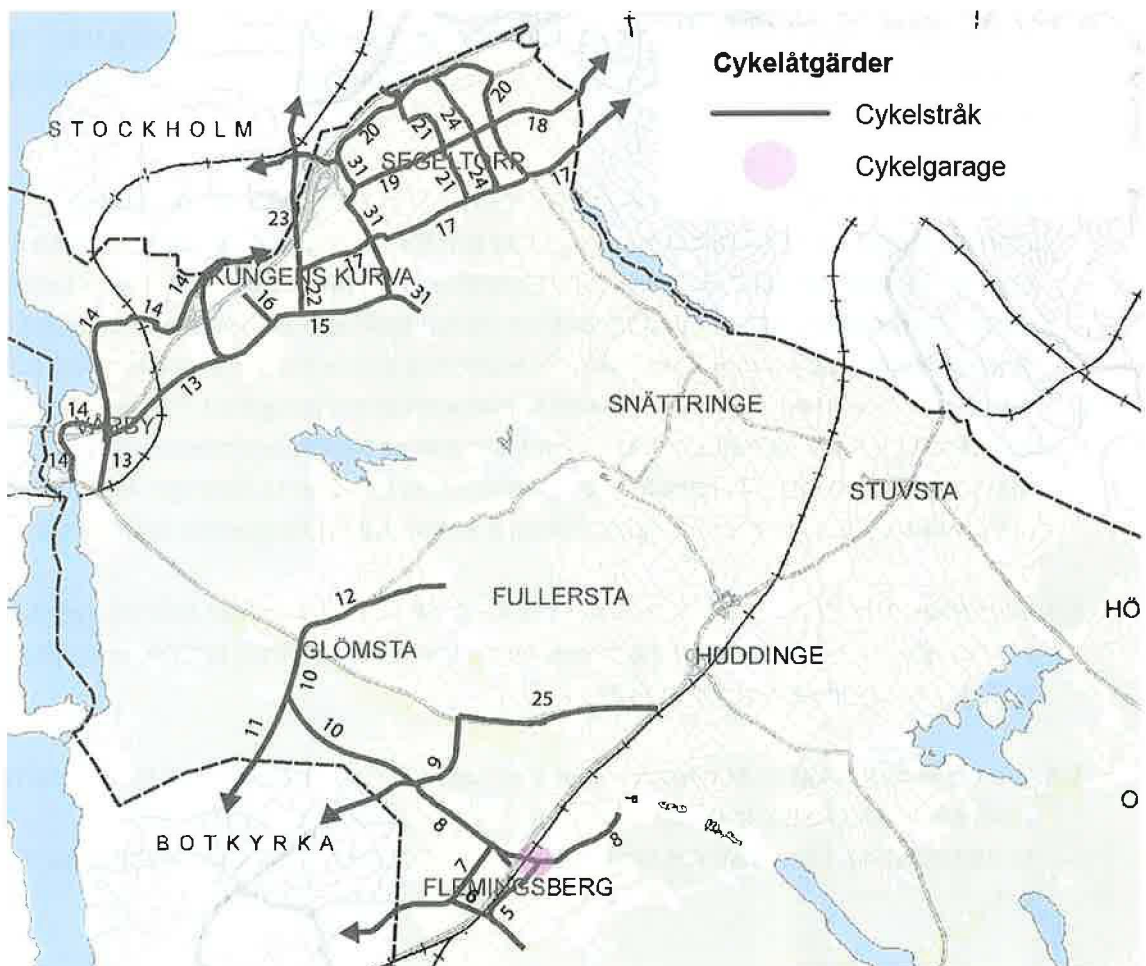 Cykelåtgärder
Cykelstråk
Cykelgarage
STOCKHOLM
20
21
24
20
18
SEGELTORP
31
19
21
24
17
31
17
23
17
KUNGENS KURVA
14
14
14
16
22
15
31
13
14
VÅRBY
14
13
SNÄTTRINGE
STUVSTA
12
FULLERSTA
HÖ
GLÖMSTA
HUDDINGE
10
25
11
10
9
8
O
BOTKYRKA
7
8
FLEMINGSBERG
6
5